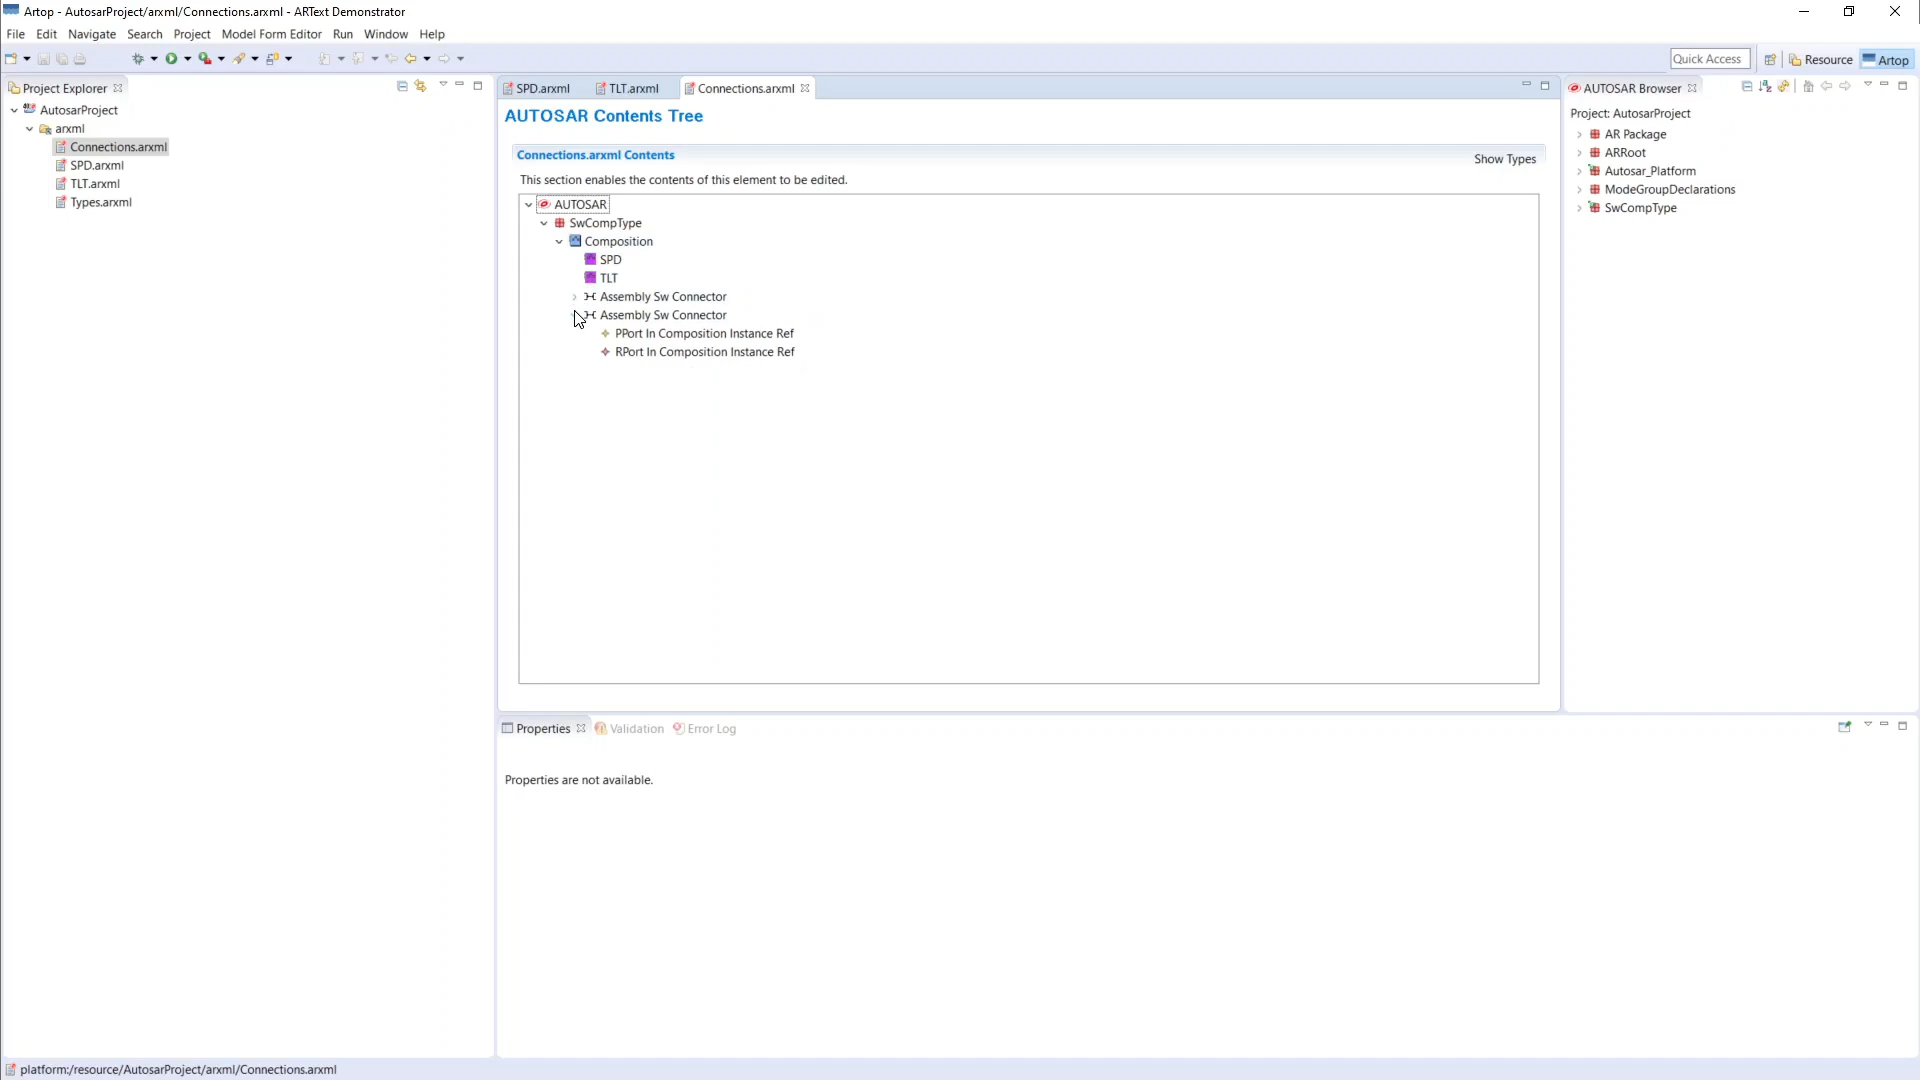 Artop - AutosarProject/arxml/Connections.arxml - ARText Demonstrator
File Edit Navigate Search Project Model Form Editor Run Window Help
Quick Access
Resource
Artop
Project Explorer
AutosarProject
arxml
Connections.arxml
SPD.arxml
TLT.arxml
Types.arxml
SPD.arxml
TLT.arxml
Connections.arxml
AUTOSAR Contents Tree
Connections.arxml Contents
Show Types
This section enables the contents of this element to be edited.
AUTOSAR
SwCompType
Composition
SPD
TLT
Assembly Sw Connector
Assembly Sw Connector
PPort In Composition Instance Ref
RPort In Composition Instance Ref
AUTOSAR Browser
Project: AutosarProject
AR Package
ARRoot
Autosar_Platform
ModeGroupDeclarations
SwCompType
Properties
Validation
Error Log
Properties are not available.
platform:/resource/AutosarProject/arxml/Connections.arxml